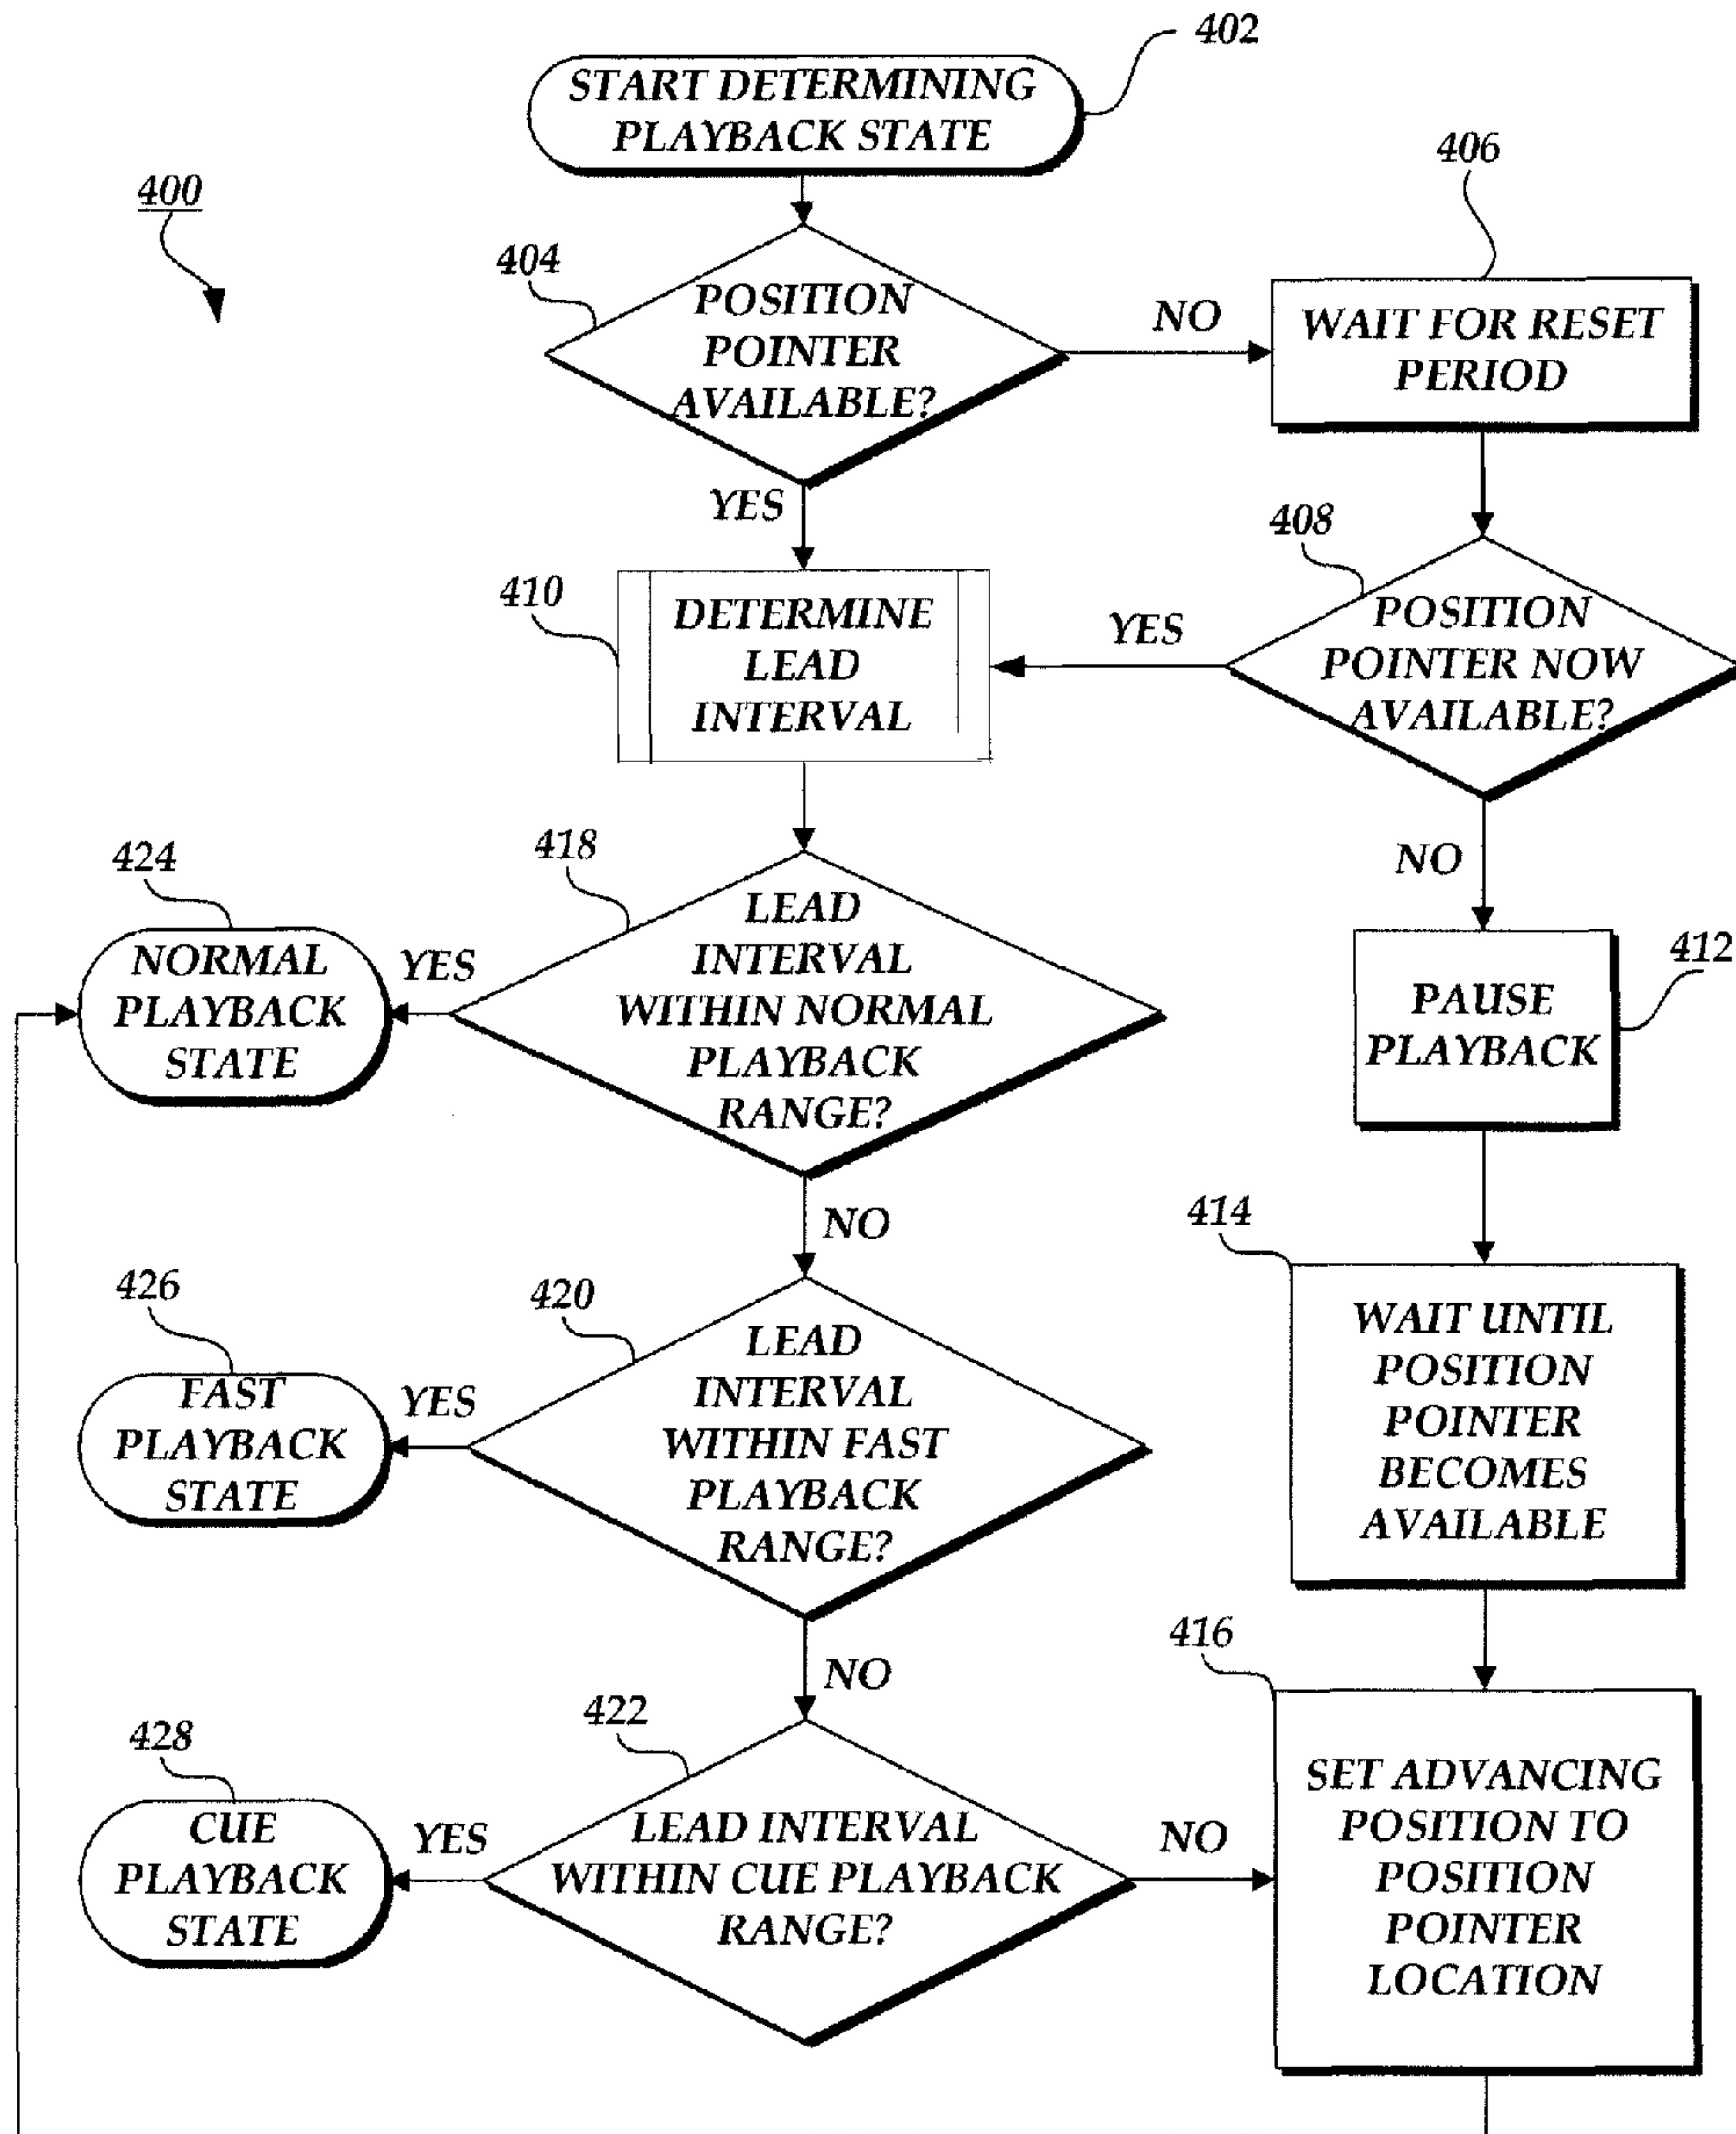 402
START DETERMINING
PLAYBACK STATE
400
404
POSITION
POINTER
AVAILABLE?
NO
406
WAIT FOR RESET
PERIOD
YES
408
POSITION
POINTER NOW
AVAILABLE?
YES
410
DETERMINE
LEAD
INTERVAL
NO
424
NORMAL
PLAYBACK
STATE
YES
418
LEAD
INTERVAL
WITHIN NORMAL
PLAYBACK
RANGE?
412
PAUSE
PLAYBACK
NO
414
WAIT UNTIL
POSITION
POINTER
BECOMES
AVAILABLE
426
FAST
PLAYBACK
STATE
YES
420
LEAD
INTERVAL
WITHIN FAST
PLAYBACK
RANGE?
NO
416
SET ADVANCING
POSITION TO
POSITION
POINTER
LOCATION
428
CUE
PLAYBACK
STATE
YES
422
LEAD INTERVAL
WITHIN CUE PLAYBACK
RANGE?
NO